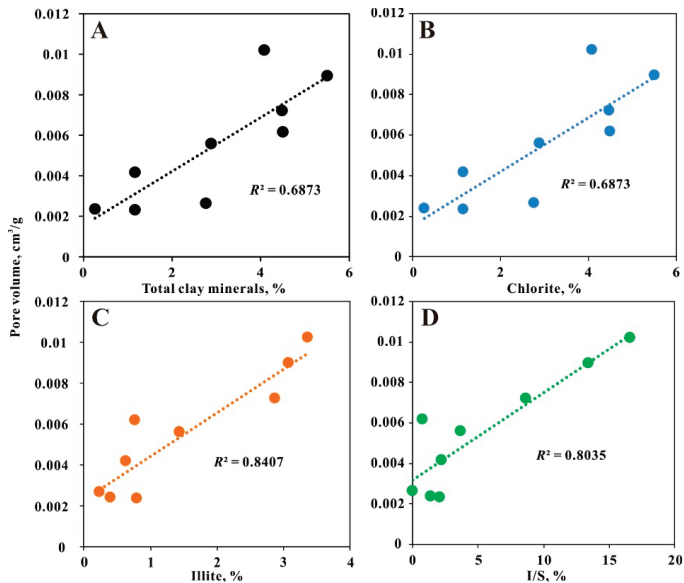 A
0.012
0.01
0.008
0.006
0.004
0.002
0
R² = 0.6873
0 2 4 6
Total clay minerals, %
B
0.012
0.01
0.008
0.006
0.004
0.002
0
R² = 0.6873
0 2 4 6
Chlorite, %
Pore volume, cm³/g
C
0.012
0.010
0.008
0.006
0.004
0.002
0
R² = 0.8407
0 1 2 3 4
Illite, %
D
0.012
0.01
0.008
0.006
0.004
0.002
0
R² = 0.8035
0 5 10 15 20
I/S, %